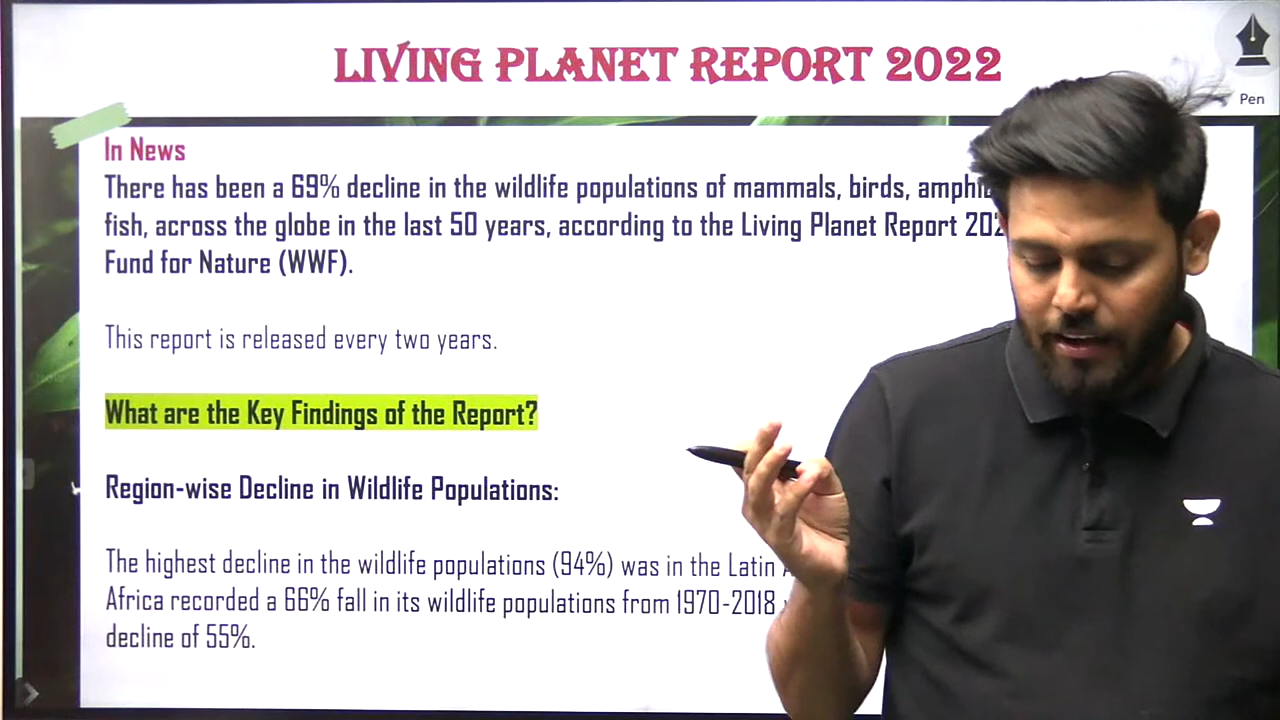 LIVING PLANET REPORT 2022
Pen
In News
There has been a 69% decline in the wildlife populations of mammals, birds,
fish, across the globe in the last 50 years, according to the Living Planet Report
Fund for Nature (WWF).
This report is released every two years.
What are the Key Findings of the Report?
Region-wise Decline in Wildlife Populations:
The highest decline in the wildlife populations (94%) was in the Latin
Africa recorded a 66% fall in its wildlife populations from 1970-2018
decline of 55%.